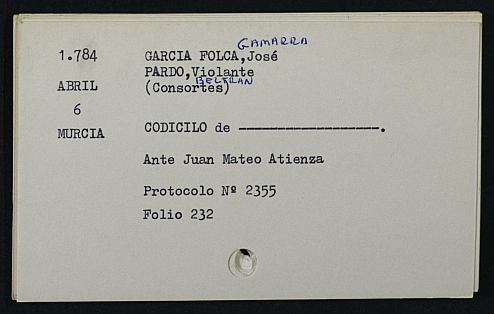 GAMARRA
1.784 GARCIA FOLCA,José
PARDO,Violante
BELTRAN
ABRIL (Consortes)
6
MURCIA CODICILO de ------------------.
Ante Juan Mateo Atienza
Protocolo Nº 2355
Folio 232